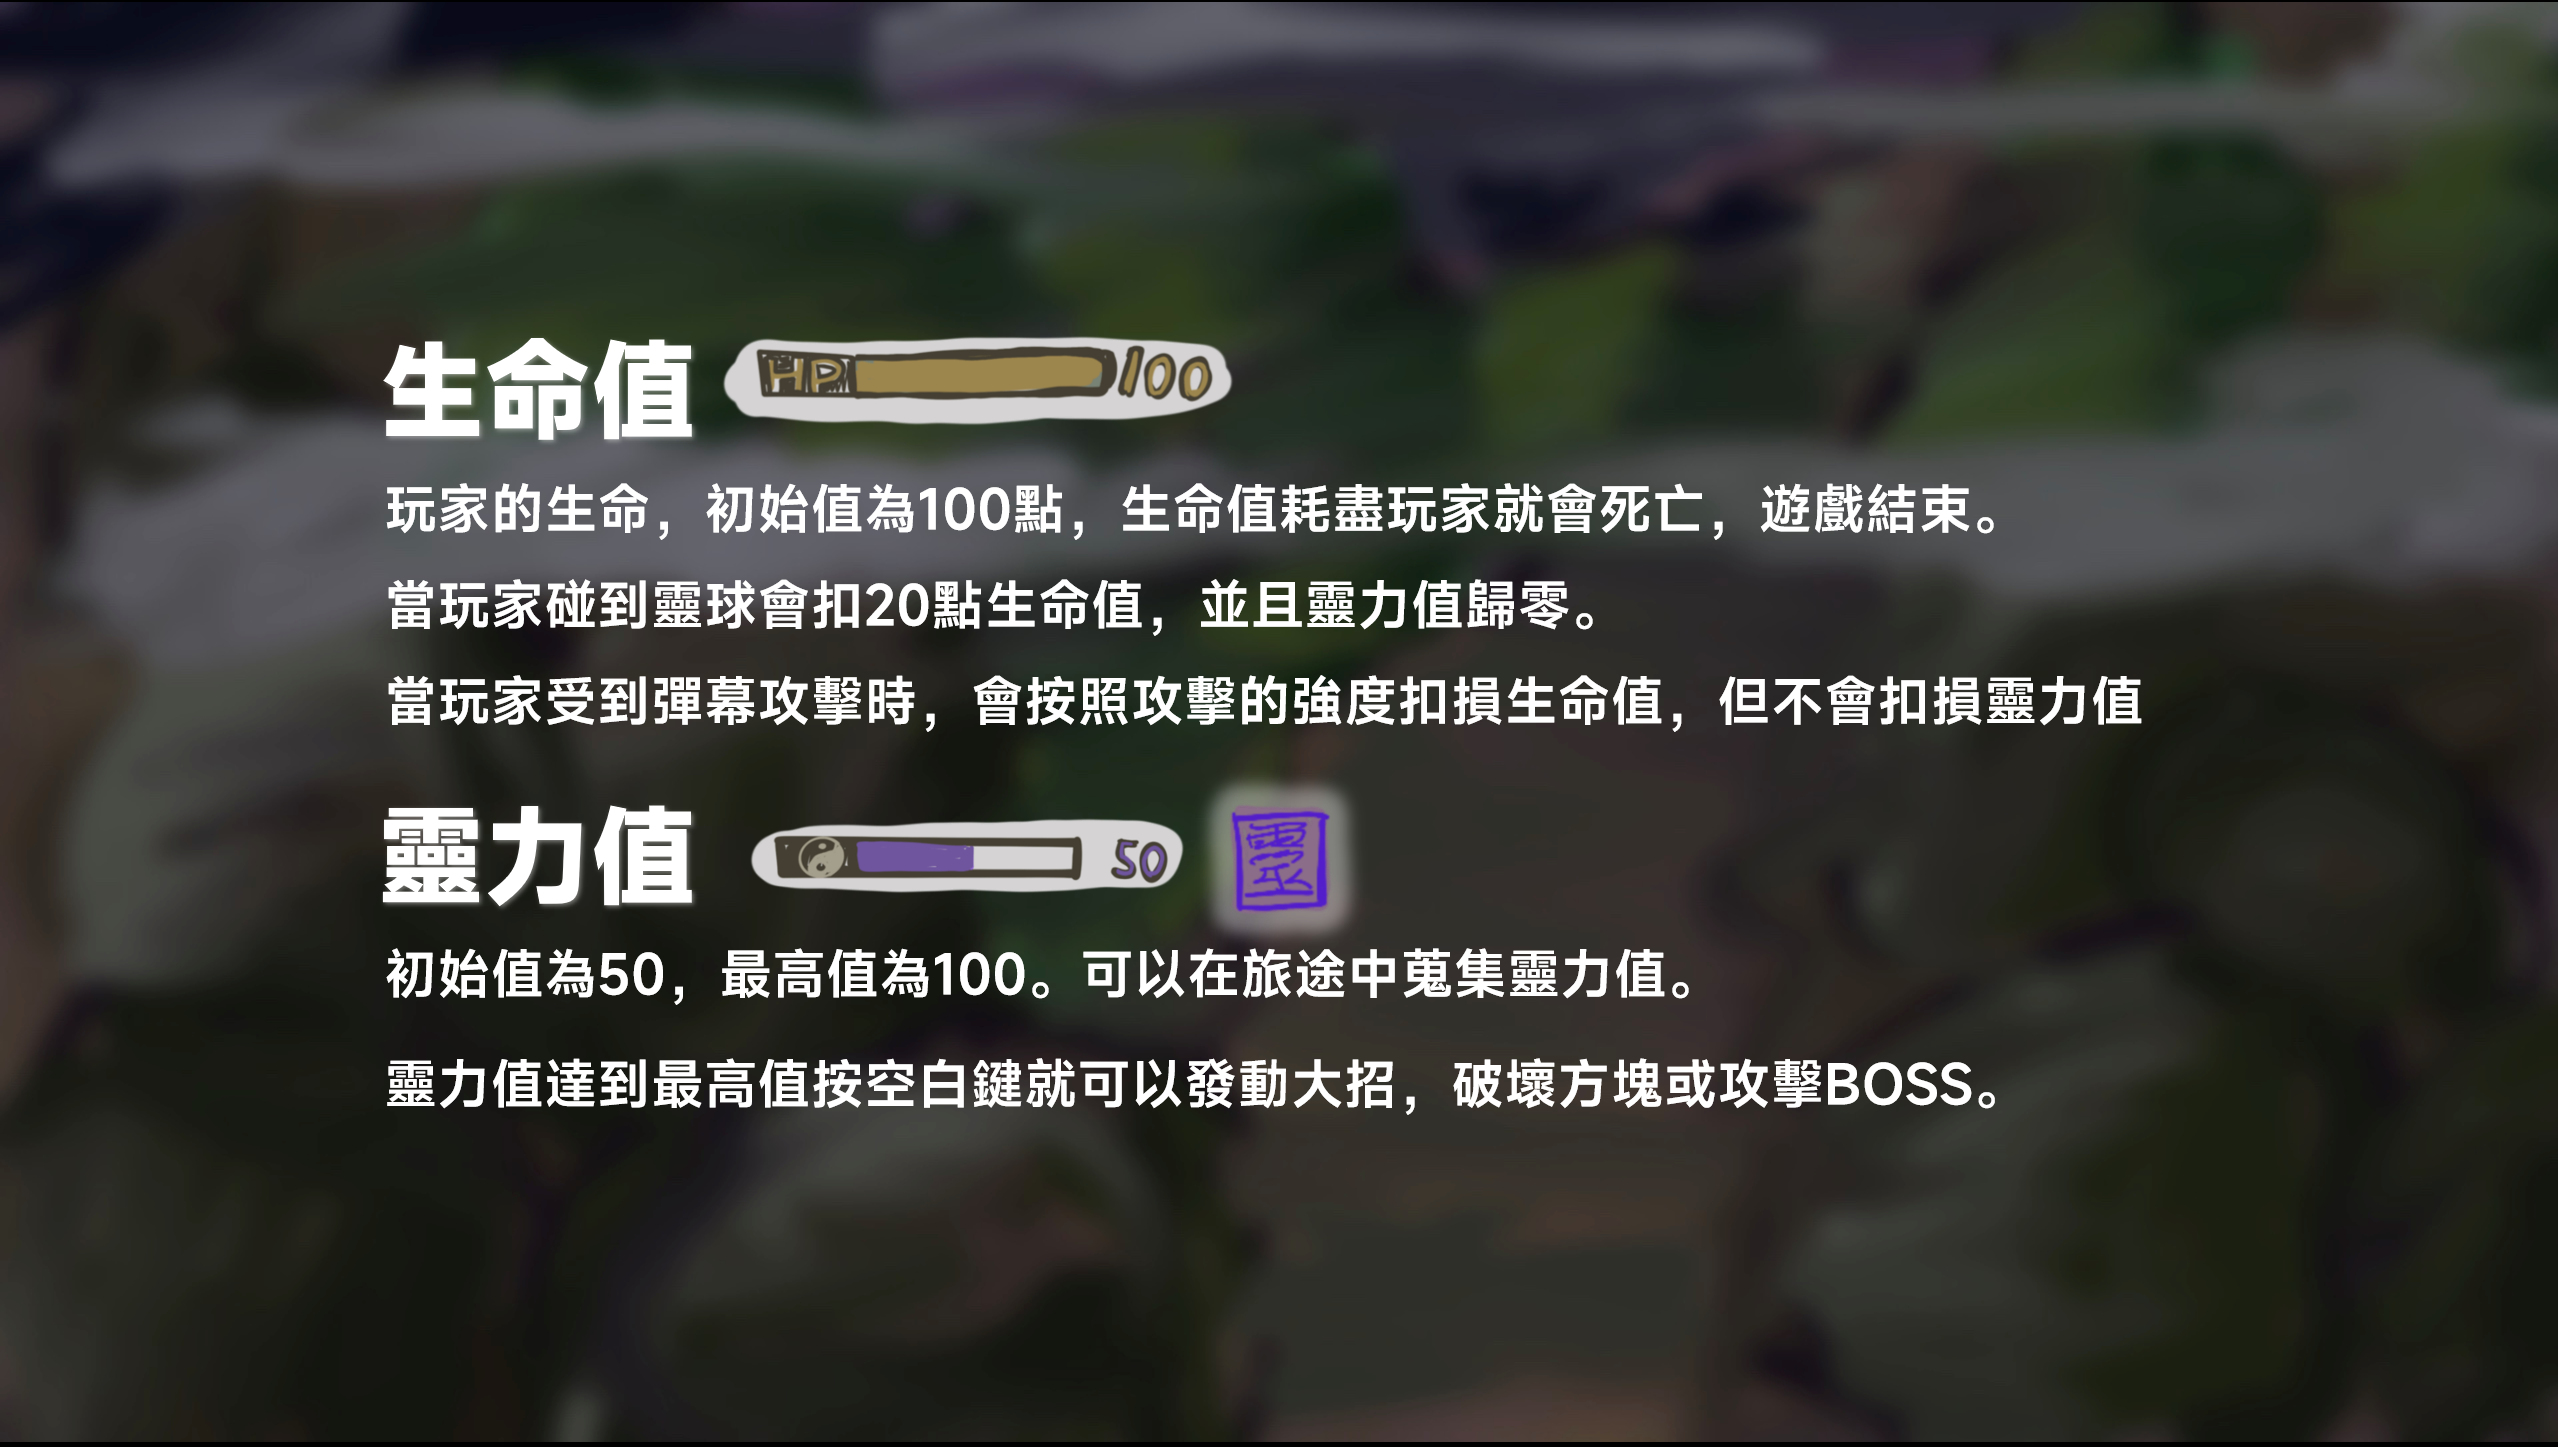 生命值 HP 100
玩家的生命，初始值為100點，生命值耗盡玩家就會死亡，遊戲結束。
當玩家碰到靈球會扣20點生命值，並且靈力值歸零。
當玩家受到彈幕攻擊時，會按照攻擊的強度扣損生命值，但不會扣損靈力值
靈力值 50 靈
初始值為50，最高值為100。可以在旅途中蒐集靈力值。
靈力值達到最高值按空白鍵就可以發動大招，破壞方塊或攻擊BOSS。